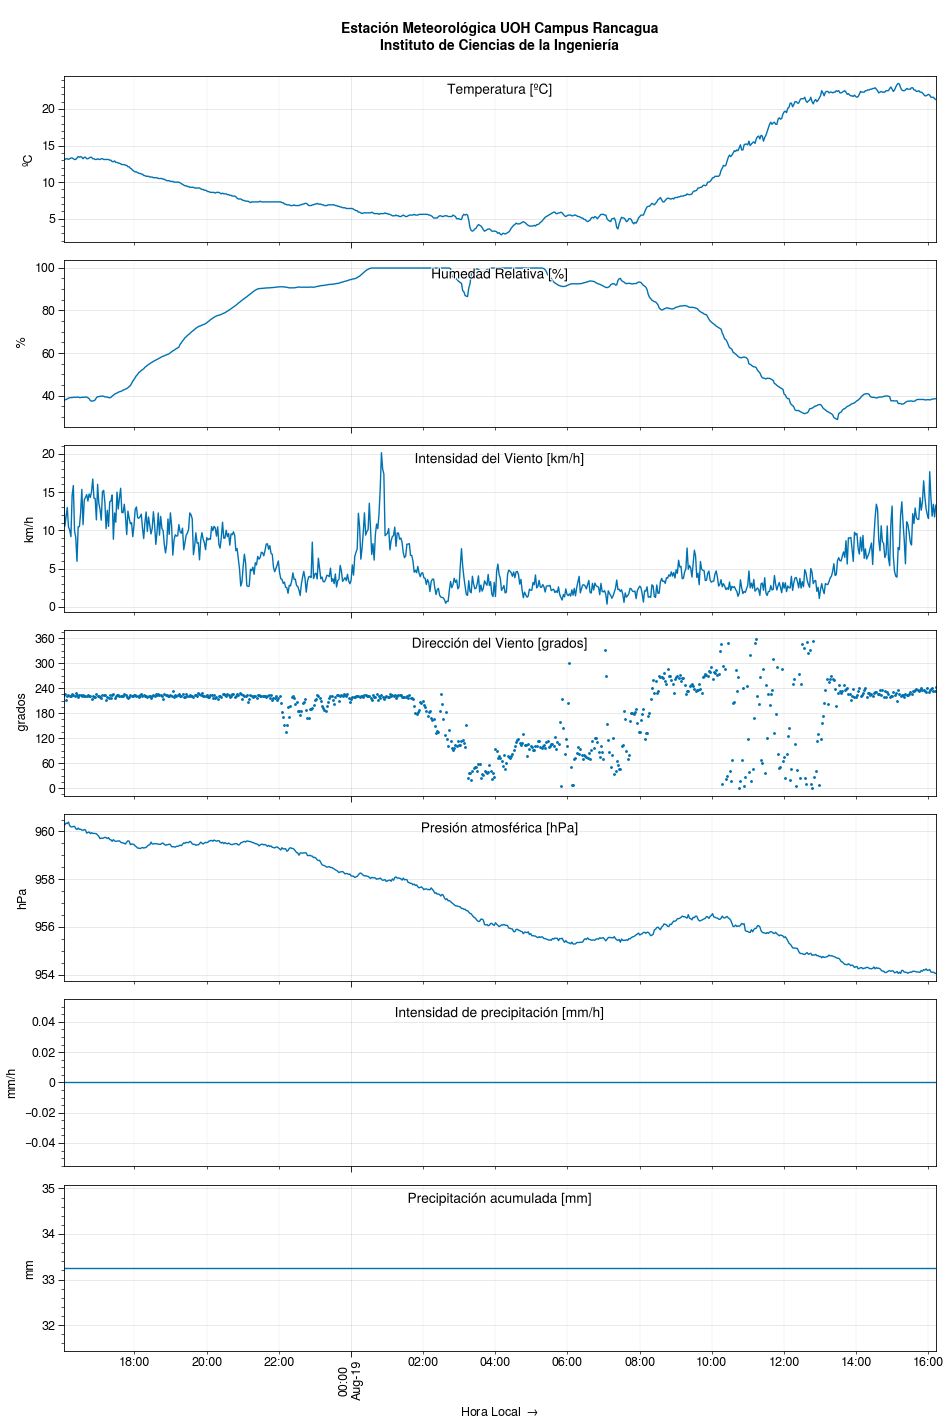 Estación Meteorológica UOH Campus Rancagua
Instituto de Ciencias de la Ingeniería
Temperatura [ºC]
ºC
20
15
10
5
Humedad Relativa [%]
%
100
80
60
40
Intensidad del Viento [km/h]
km/h
20
15
10
5
0
Dirección del Viento [grados]
grados
360
300
240
180
120
60
0
Presión atmosférica [hPa]
hPa
960
958
956
954
Intensidad de precipitación [mm/h]
mm/h
0.04
0.02
0
−0.02
−0.04
Precipitación acumulada [mm]
mm
35
34
33
32
18:00 20:00 22:00 00:00 02:00 04:00 06:00 08:00 10:00 12:00 14:00 16:00
Aug-19
Hora Local →